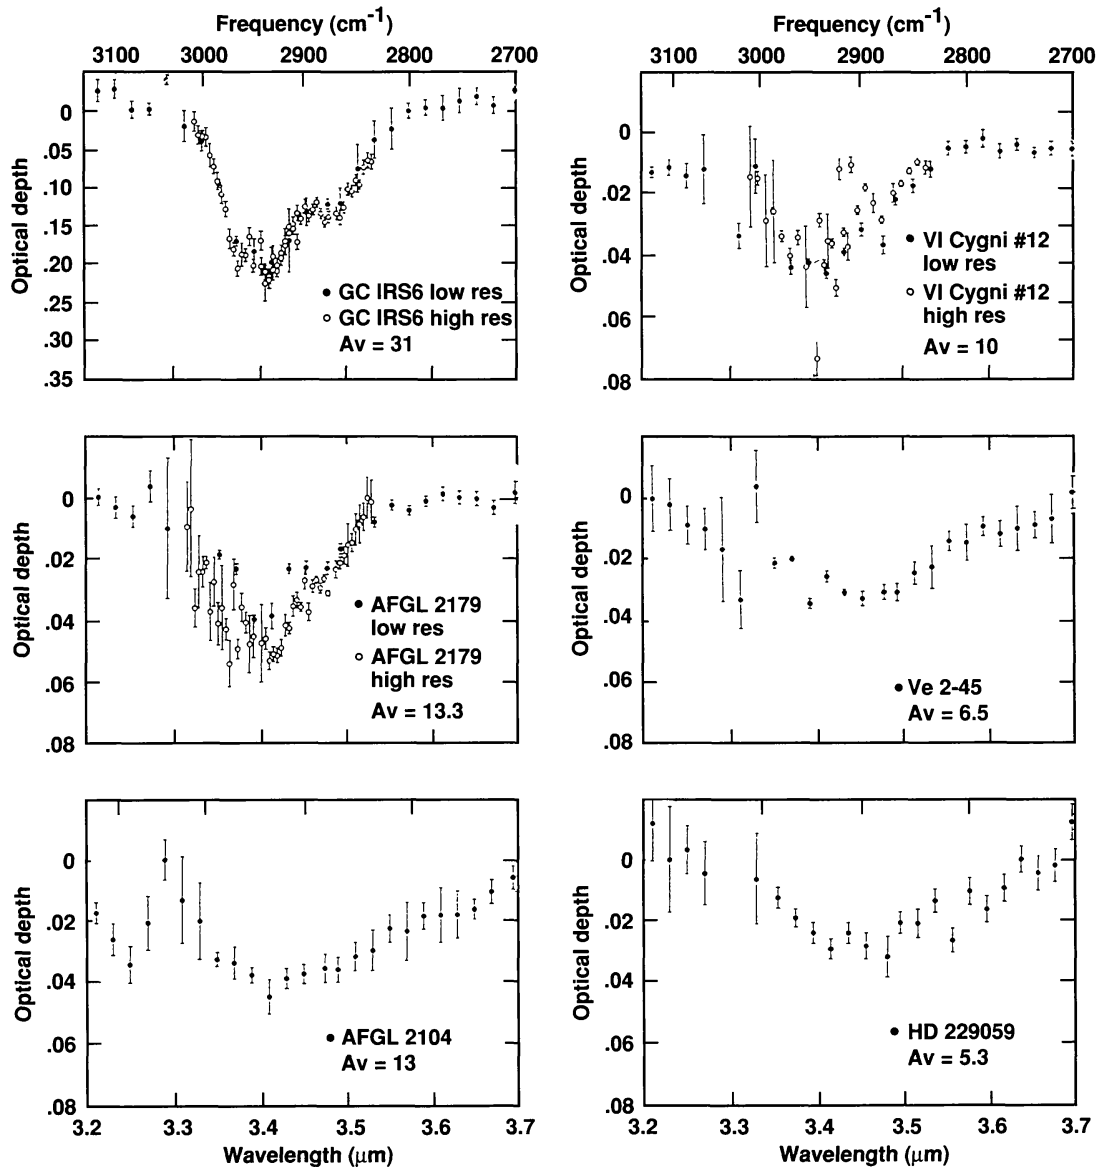 Frequency (cm-1)
3100 3000 2900 2800 2700
Optical depth
0
.05
.10
.15
.20
.25
.30
.35
GC IRS6 low res
GC IRS6 high res
Av = 31
Frequency (cm-1)
3100 3000 2900 2800 2700
Optical depth
0
.02
.04
.06
.08
VI Cygni #12
low res
VI Cygni #12
high res
Av = 10
Optical depth
0
.02
.04
.06
.08
AFGL 2179
low res
AFGL 2179
high res
Av = 13.3
Optical depth
0
.02
.04
.06
.08
Ve 2-45
Av = 6.5
Optical depth
0
.02
.04
.06
.08
AFGL 2104
Av = 13
3.2 3.3 3.4 3.5 3.6 3.7
Wavelength (μm)
Optical depth
0
.02
.04
.06
.08
HD 229059
Av = 5.3
3.2 3.3 3.4 3.5 3.6 3.7
Wavelength (μm)